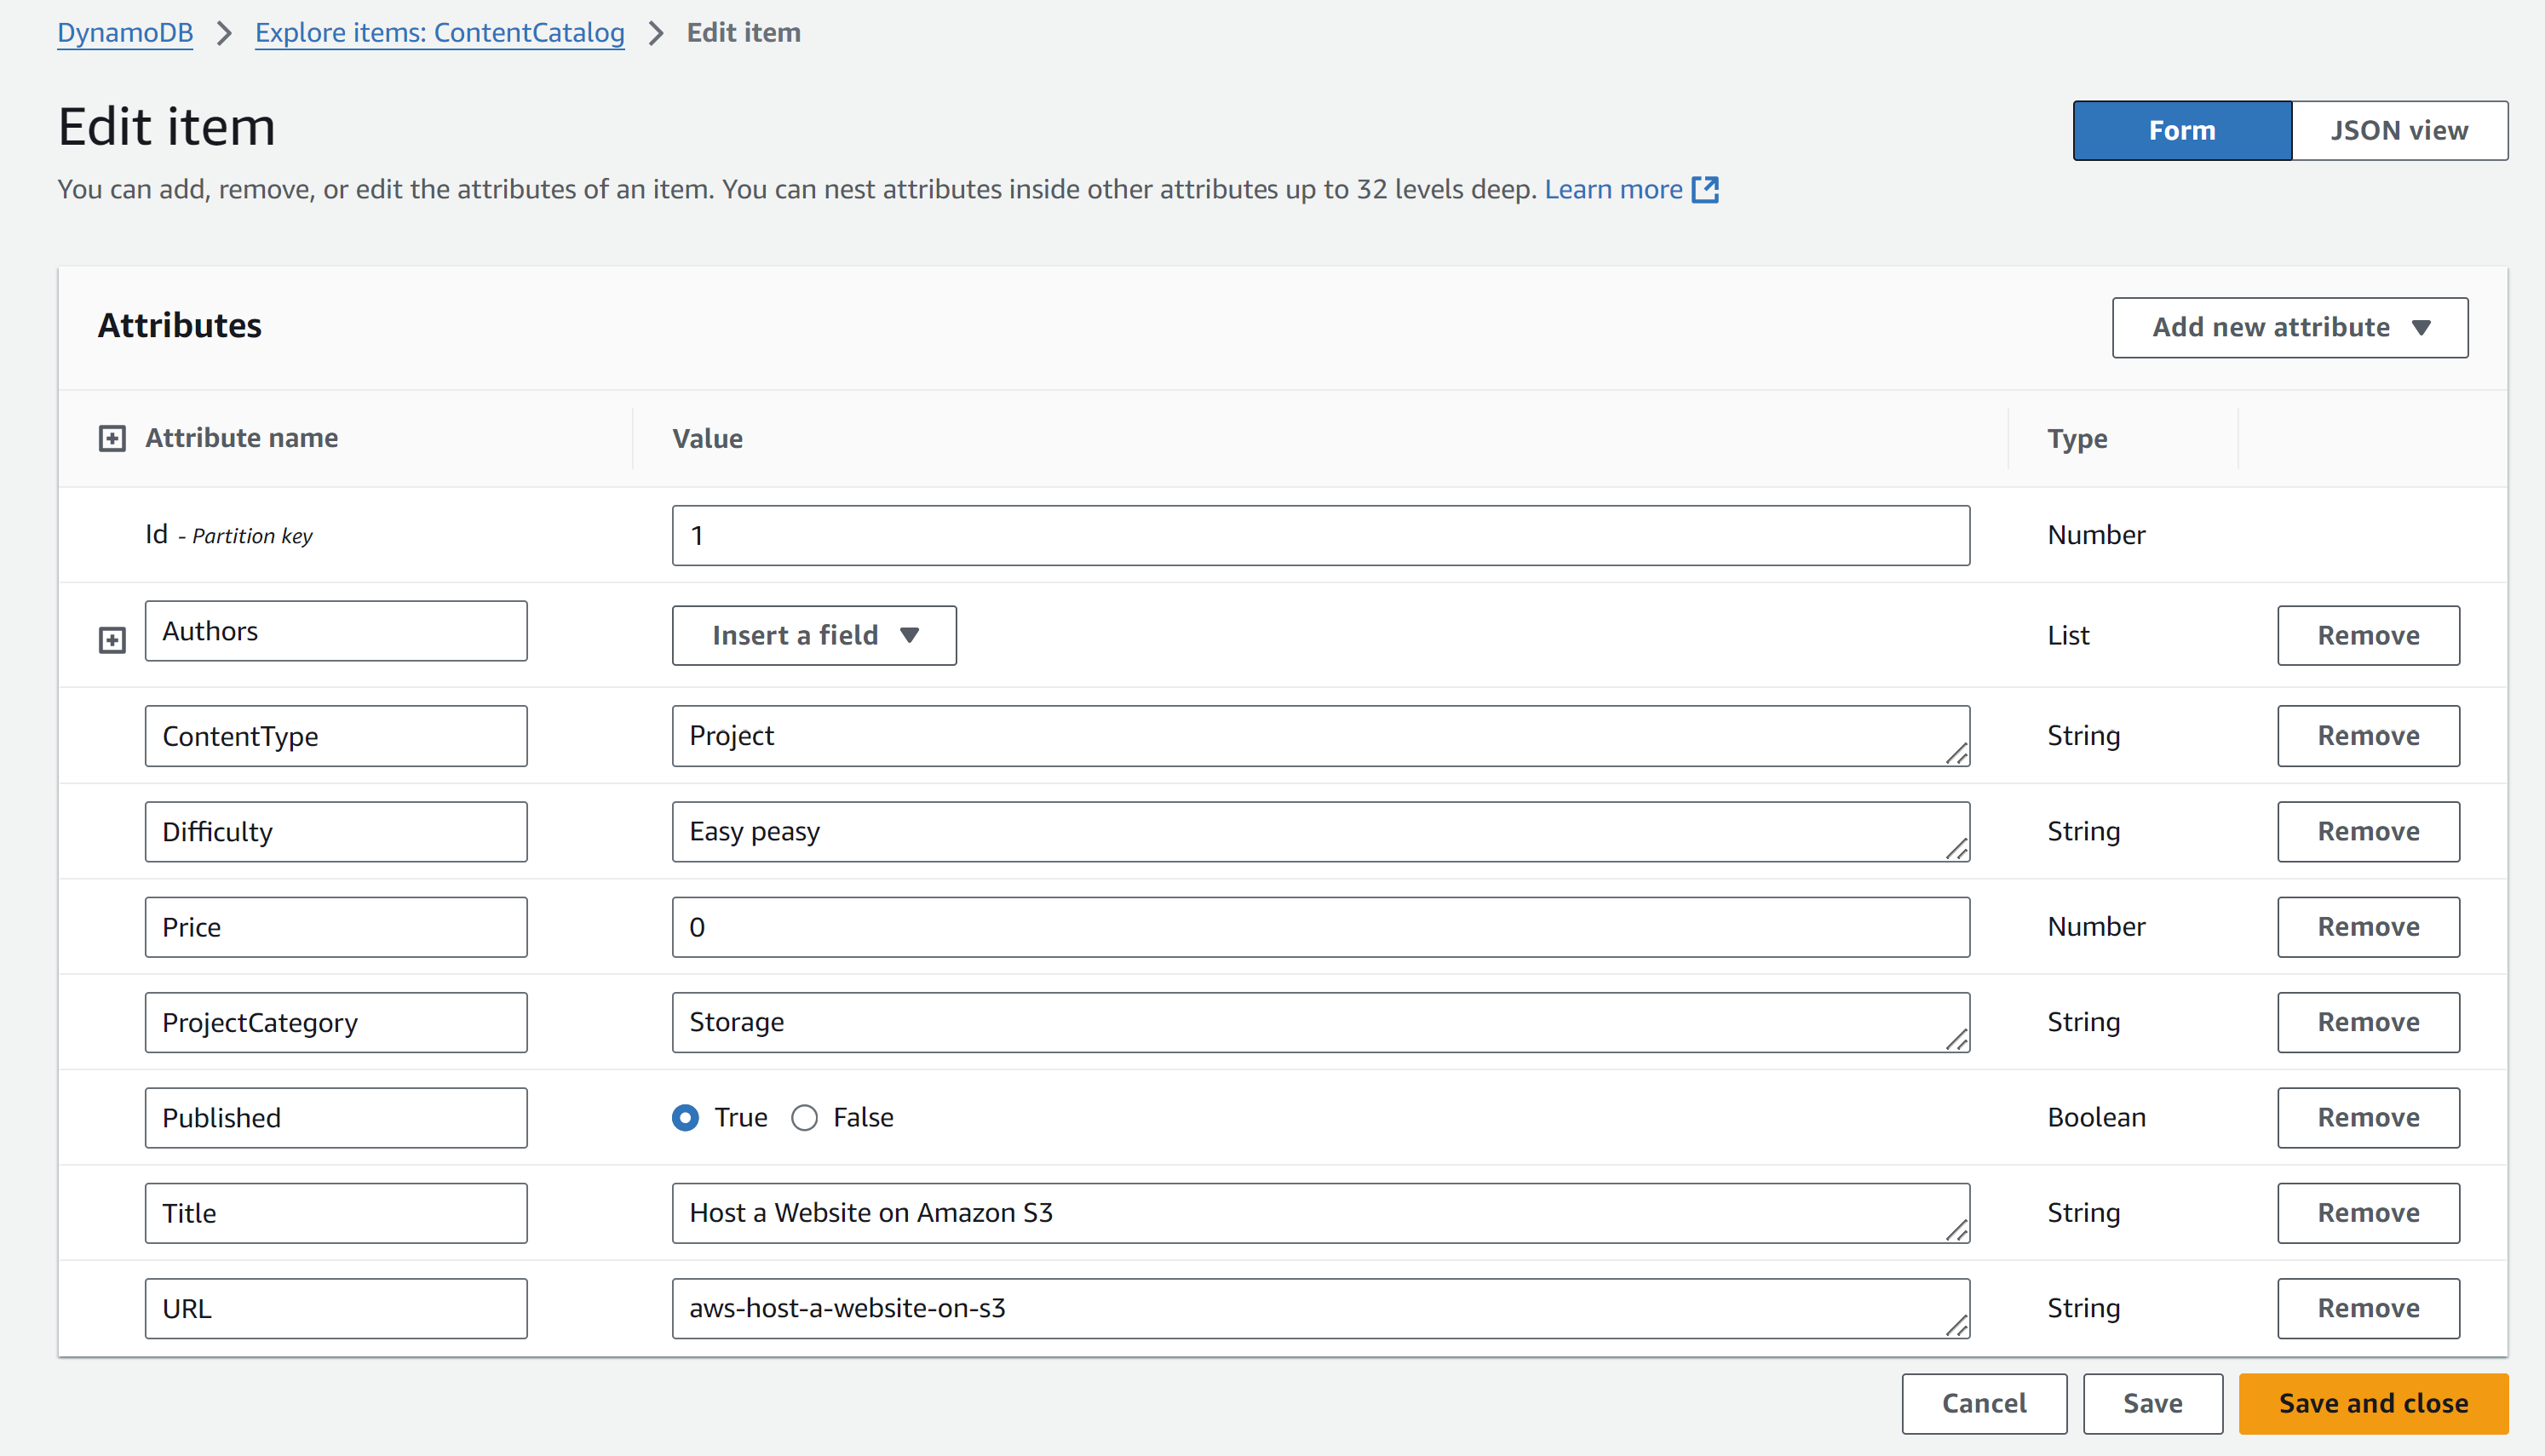 DynamoDB > Explore items: ContentCatalog > Edit item
Edit item
Form JSON view
You can add, remove, or edit the attributes of an item. You can nest attributes inside other attributes up to 32 levels deep. Learn more
Attributes
Add new attribute
Attribute name Value Type
Id - Partition key 1 Number
Authors Insert a field List Remove
ContentType Project String Remove
Difficulty Easy peasy String Remove
Price 0 Number Remove
ProjectCategory Storage String Remove
Published True False Boolean Remove
Title Host a Website on Amazon S3 String Remove
URL aws-host-a-website-on-s3 String Remove
Cancel Save Save and close